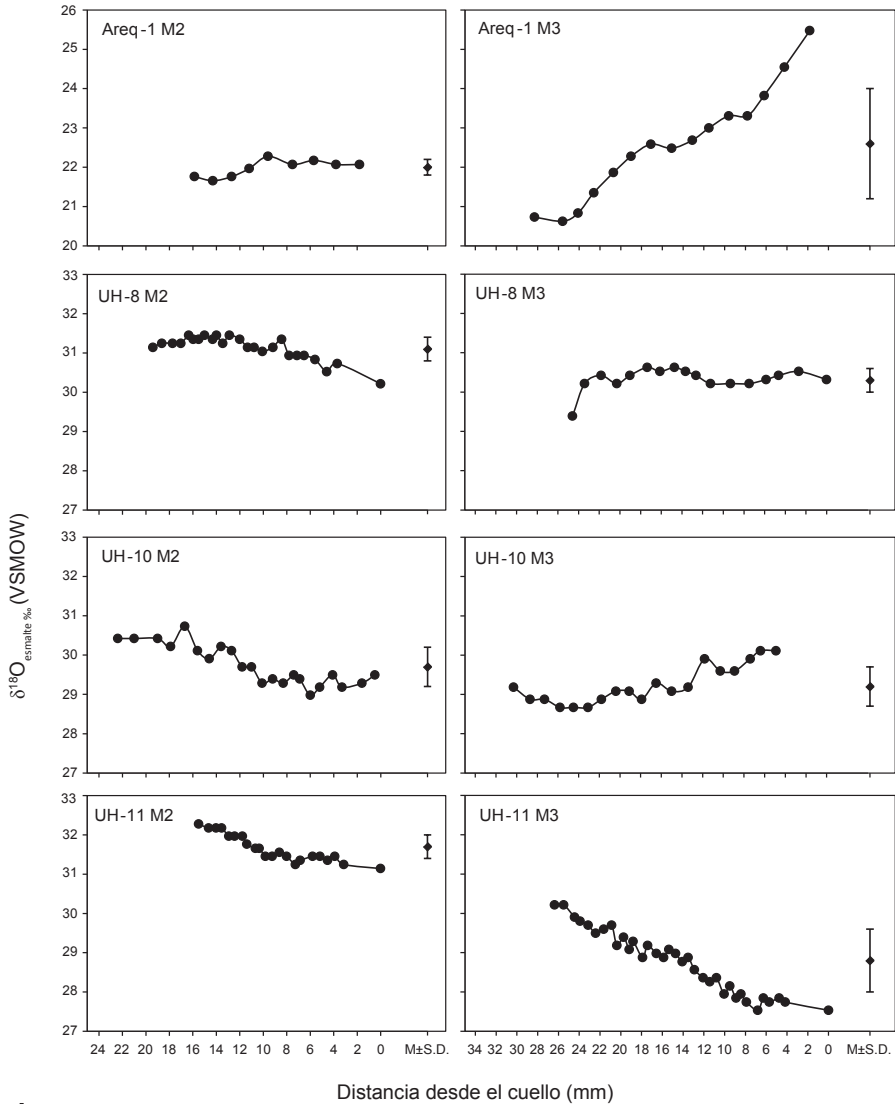 Areq-1 M2
Areq-1 M3
26
25
24
23
22
21
20
UH-8 M2
UH-8 M3
33
32
31
30
29
28
27
UH-10 M2
UH-10 M3
33
32
31
30
29
28
27
UH-11 M2
UH-11 M3
33
32
31
30
29
28
27
δ18Oesmalte ‰ (VSMOW)
24 22 20 18 16 14 12 10 8 6 4 2 0 M±S.D.
34 32 30 28 26 24 22 20 18 16 14 12 10 8 6 4 2 0 M±S.D.
Distancia desde el cuello (mm)